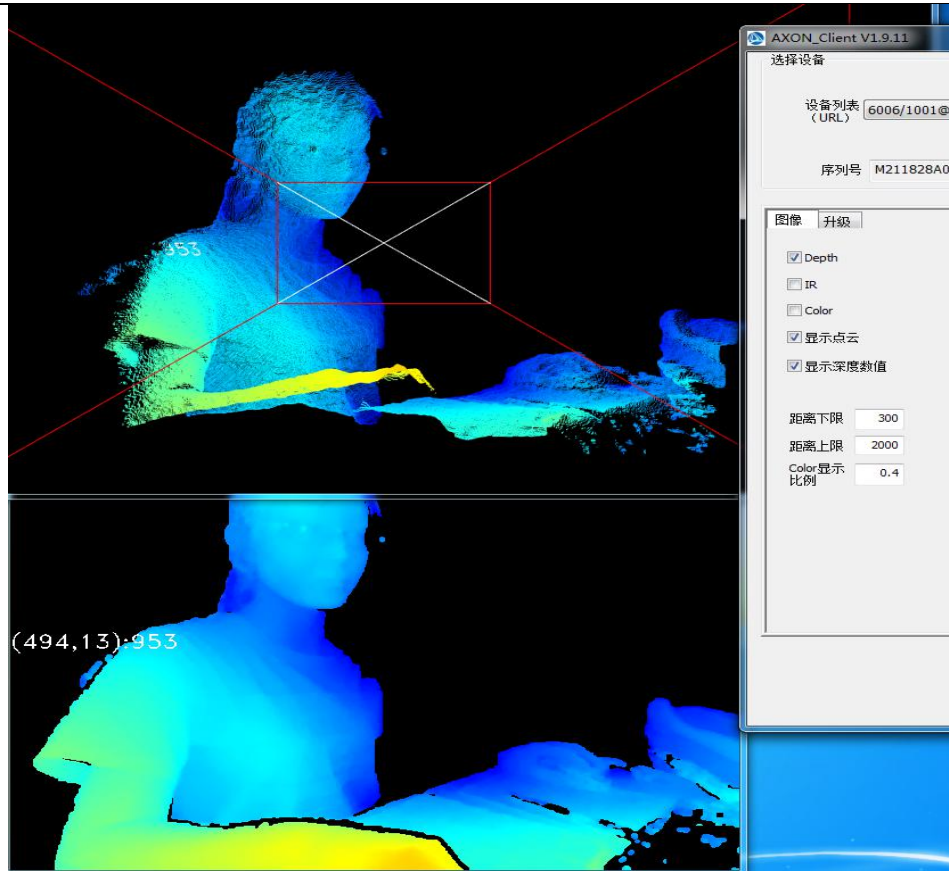 AXON_Client V1.9.11
选择设备
设备列表
（URL）
6006/1001@
序列号
M211828A0
图像
升级
Depth
IR
Color
显示点云
显示深度数值
距离下限
300
距离上限
2000
Color显示
比例
0.4
953
(494,13):953